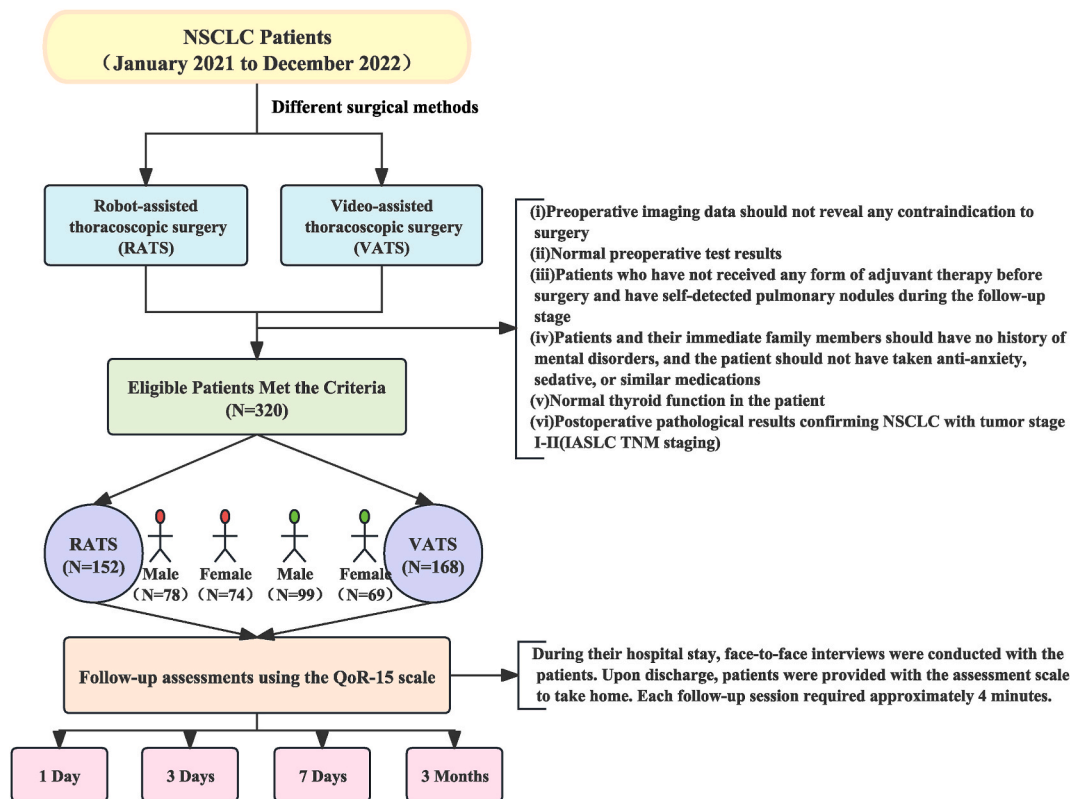 NSCLC Patients
（January 2021 to December 2022）
Different surgical methods
Robot-assisted
thoracoscopic surgery
(RATS)
Video-assisted
thoracoscopic surgery
(VATS)
(i)Preoperative imaging data should not reveal any contraindication to
surgery
(ii)Normal preoperative test results
(iii)Patients who have not received any form of adjuvant therapy before
surgery and have self-detected pulmonary nodules during the follow-up
stage
(iv)Patients and their immediate family members should have no history of
mental disorders, and the patient should not have taken anti-anxiety,
sedative, or similar medications
(v)Normal thyroid function in the patient
(vi)Postoperative pathological results confirming NSCLC with tumor stage
I-II(IASLC TNM staging)
Eligible Patients Met the Criteria
(N=320)
RATS
(N=152)
Male
（N=78）
Female
（N=74）
Male
（N=99）
Female
（N=69）
VATS
(N=168)
Follow-up assessments using the QoR-15 scale
During their hospital stay, face-to-face interviews were conducted with the
patients. Upon discharge, patients were provided with the assessment scale
to take home. Each follow-up session required approximately 4 minutes.
1 Day
3 Days
7 Days
3 Months